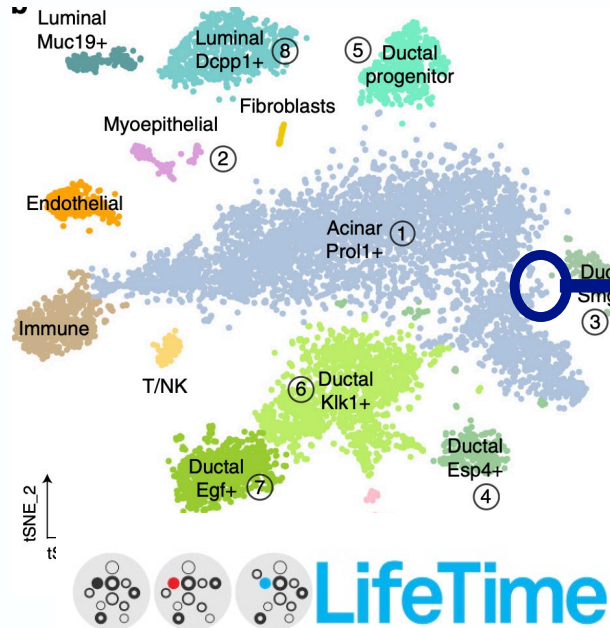 b
Luminal
Muc19+
Luminal
Dcpp1+
8
5
Ductal
progenitor
Fibroblasts
Myoepithelial
2
Endothelial
Acinar
Prol1+
1
3
Immune
T/NK
6
Ductal
Klk1+
Ductal
Egf+
7
Ductal
Esp4+
4
tSNE_2
LifeTime